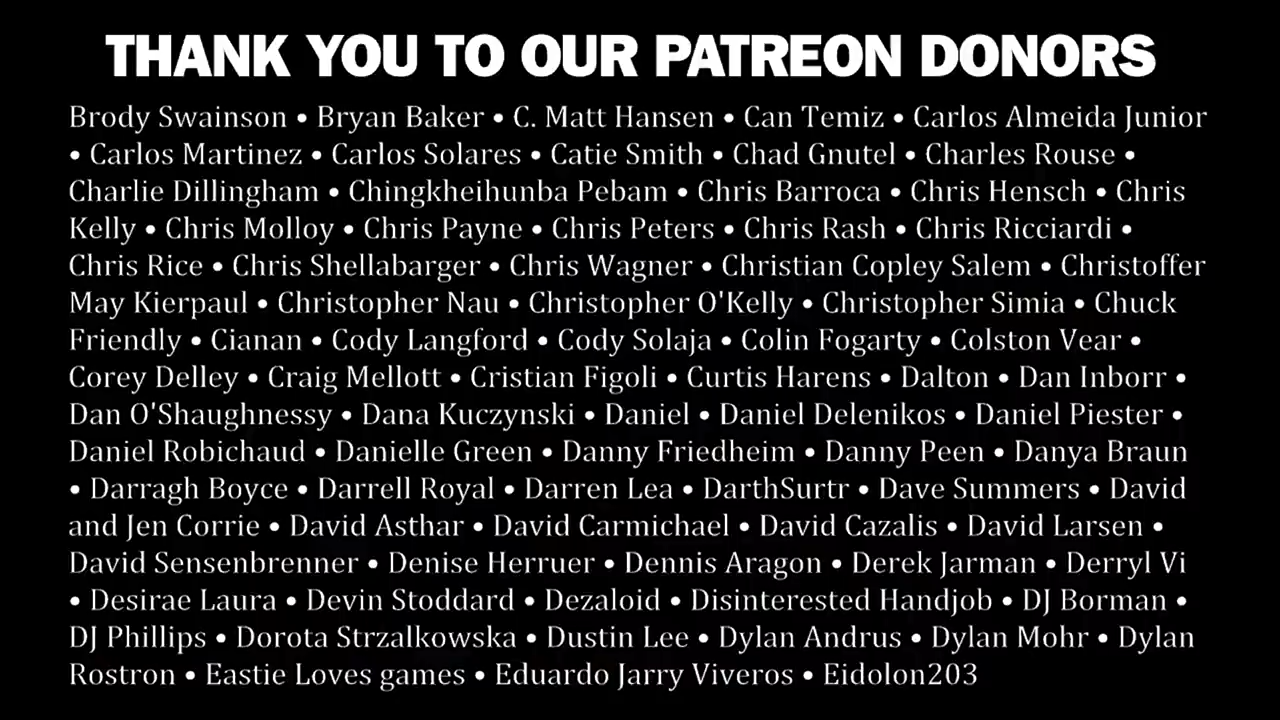 THANK YOU TO OUR PATREON DONORS
Brody Swainson • Bryan Baker • C. Matt Hansen • Can Temiz • Carlos Almeida Junior
• Carlos Martinez • Carlos Solares • Catie Smith • Chad Gnutel • Charles Rouse •
Charlie Dillingham • Chingkheihunba Pebam • Chris Barroca • Chris Hensch • Chris
Kelly • Chris Molloy • Chris Payne • Chris Peters • Chris Rash • Chris Ricciardi •
Chris Rice • Chris Shellabarger • Chris Wagner • Christian Copley Salem • Christoffer
May Kierpaul • Christopher Nau • Christopher O'Kelly • Christopher Simia • Chuck
Friendly • Cianan • Cody Langford • Cody Solaja • Colin Fogarty • Colston Vear •
Corey Delley • Craig Mellott • Cristian Figoli • Curtis Harens • Dalton • Dan Inborr •
Dan O'Shaughnessy • Dana Kuczynski • Daniel • Daniel Delenikos • Daniel Piester •
Daniel Robichaud • Danielle Green • Danny Friedheim • Danny Peen • Danya Braun
• Darragh Boyce • Darrell Royal • Darren Lea • DarthSurtr • Dave Summers • David
and Jen Corrie • David Asthar • David Carmichael • David Cazalis • David Larsen •
David Sensenbrenner • Denise Herruer • Dennis Aragon • Derek Jarman • Derryl Vi
• Desirae Laura • Devin Stoddard • Dezaloid • Disinterested Handjob • DJ Borman •
DJ Phillips • Dorota Strzalkowska • Dustin Lee • Dylan Andrus • Dylan Mohr • Dylan
Rostron • Eastie Loves games • Eduardo Jarry Viveros • Eidolon203